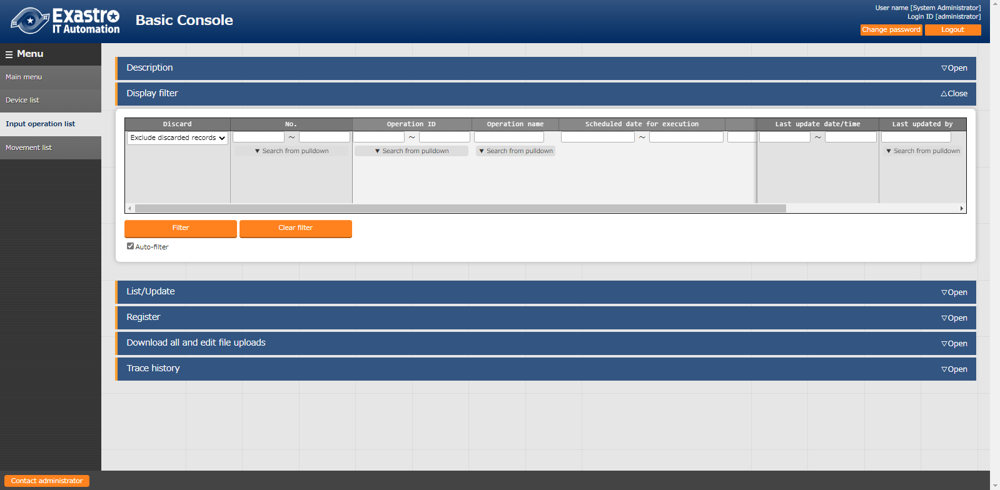 Exastro
IT Automation
Basic Console
User name [System Administrator]
Login ID [administrator]
Change password
Logout
Menu
Main menu
Device list
Input operation list
Movement list
Description
▽Open
Display filter
△Close
Discard
No.
Operation ID
Operation name
Scheduled date for execution
Last update date/time
Last updated by
Exclude discarded records
~
~
~
~
▼ Search from pulldown
▼ Search from pulldown
▼ Search from pulldown
▼ Search from pulldown
Filter
Clear filter
Auto-filter
List/Update
▽Open
Register
▽Open
Download all and edit file uploads
▽Open
Trace history
▽Open
Contact administrator